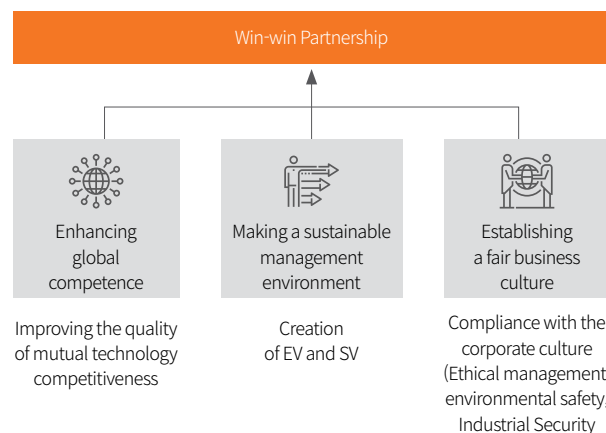 Win-win Partnership
Enhancing
global
competence
Making a sustainable
management
environment
Establishing
a fair business
culture
Improving the quality
of mutual technology
competitiveness
Creation
of EV and SV
Compliance with the
corporate culture
(Ethical management,
environmental safety,
Industrial Security